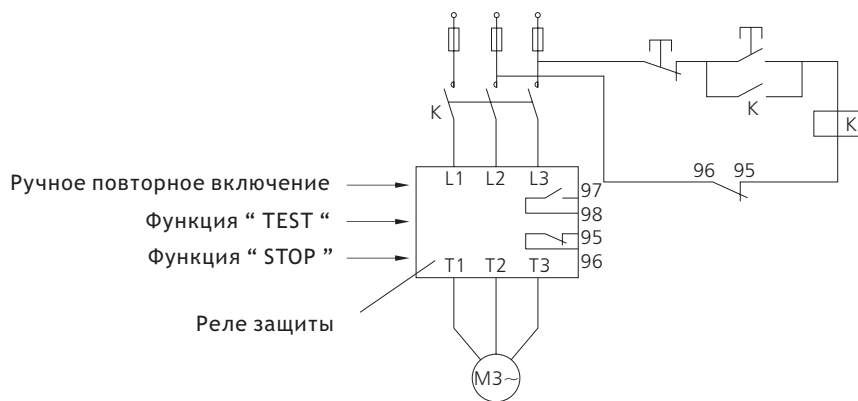 K
K
K
Ручное повторное включение
Функция “ TEST “
Функция “ STOP ”
Реле защиты
L1 L2 L3
97
98
95
96
T1 T2 T3
96 95
M3~